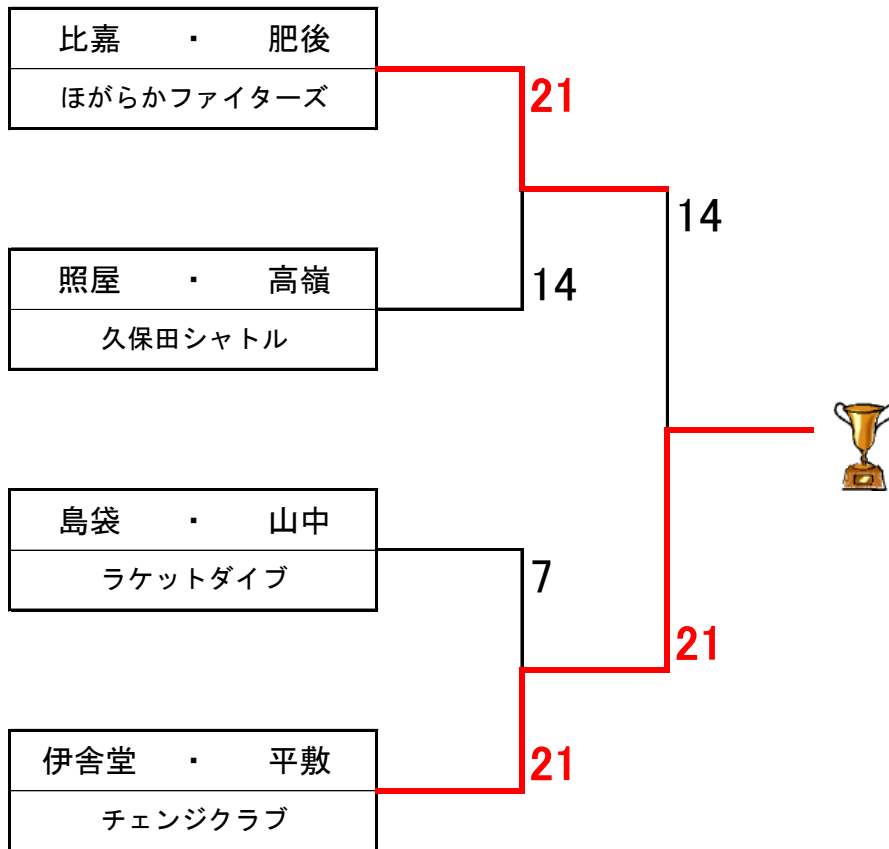 比嘉 ・ 肥後
ほがらかファイターズ
21
14
照屋 ・ 高嶺
14
久保田シャトル
島袋 ・ 山中
ラケットダイブ
7
21
伊舎堂 ・ 平敷
21
チェンジクラブ